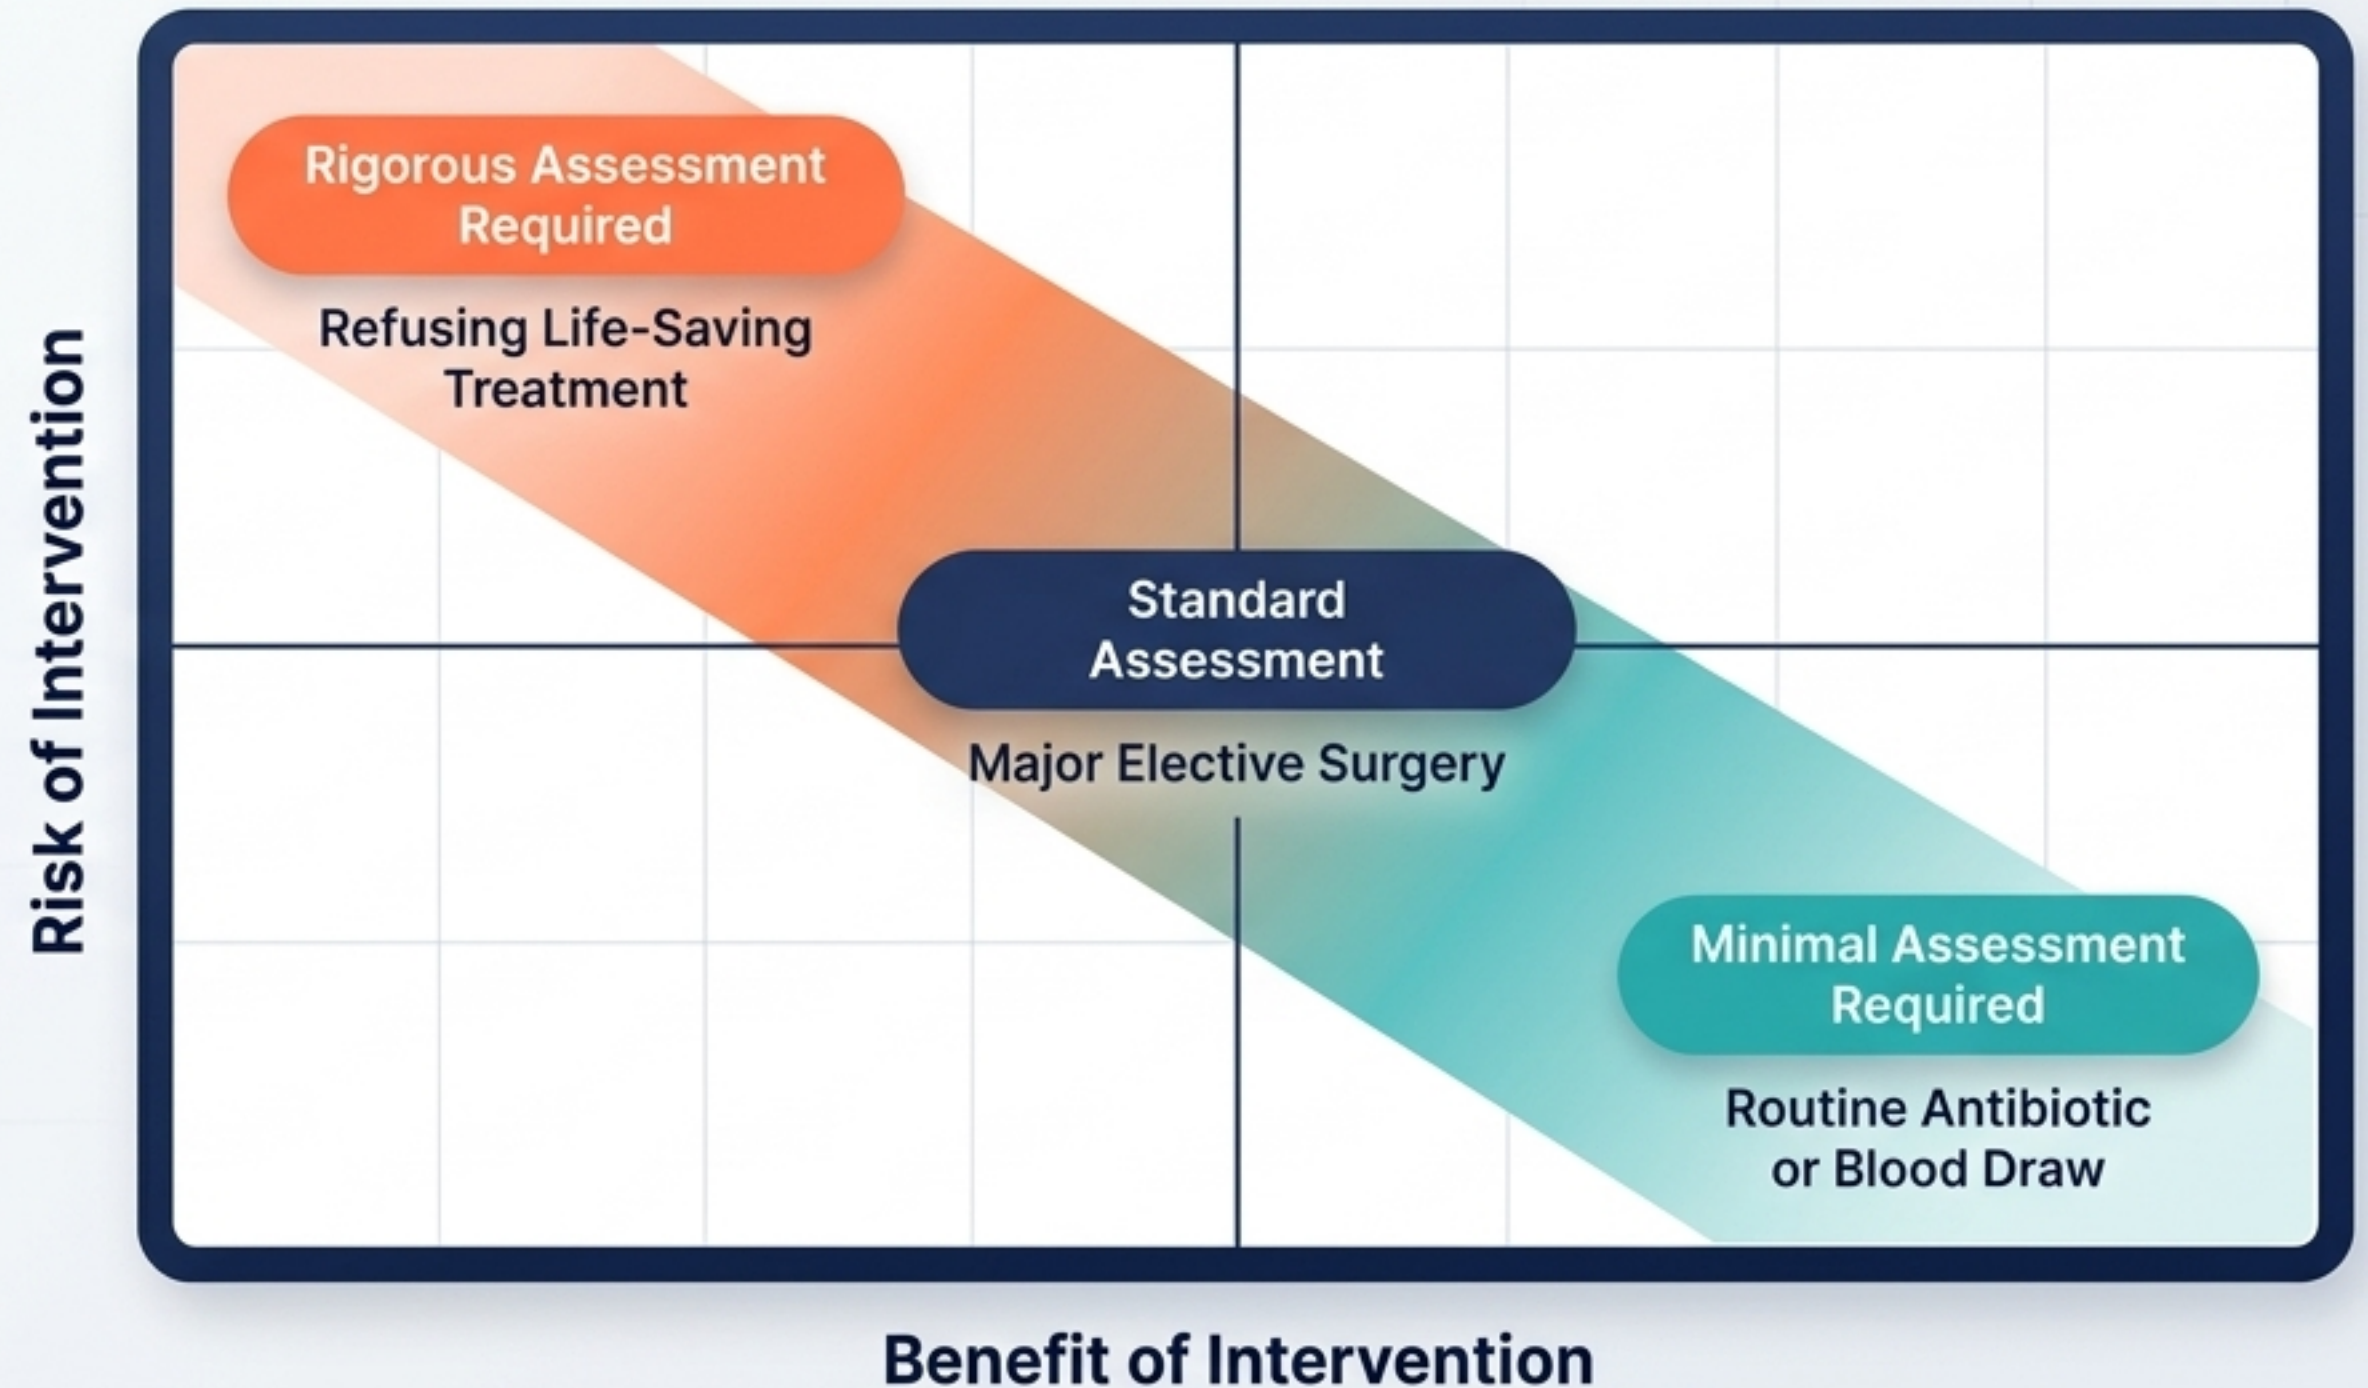 Rigorous Assessment
Required
Refusing Life-Saving
Treatment
Risk of Intervention
Standard
Assessment
Major Elective Surgery
Minimal Assessment
Required
Routine Antibiotic
or Blood Draw
Benefit of Intervention